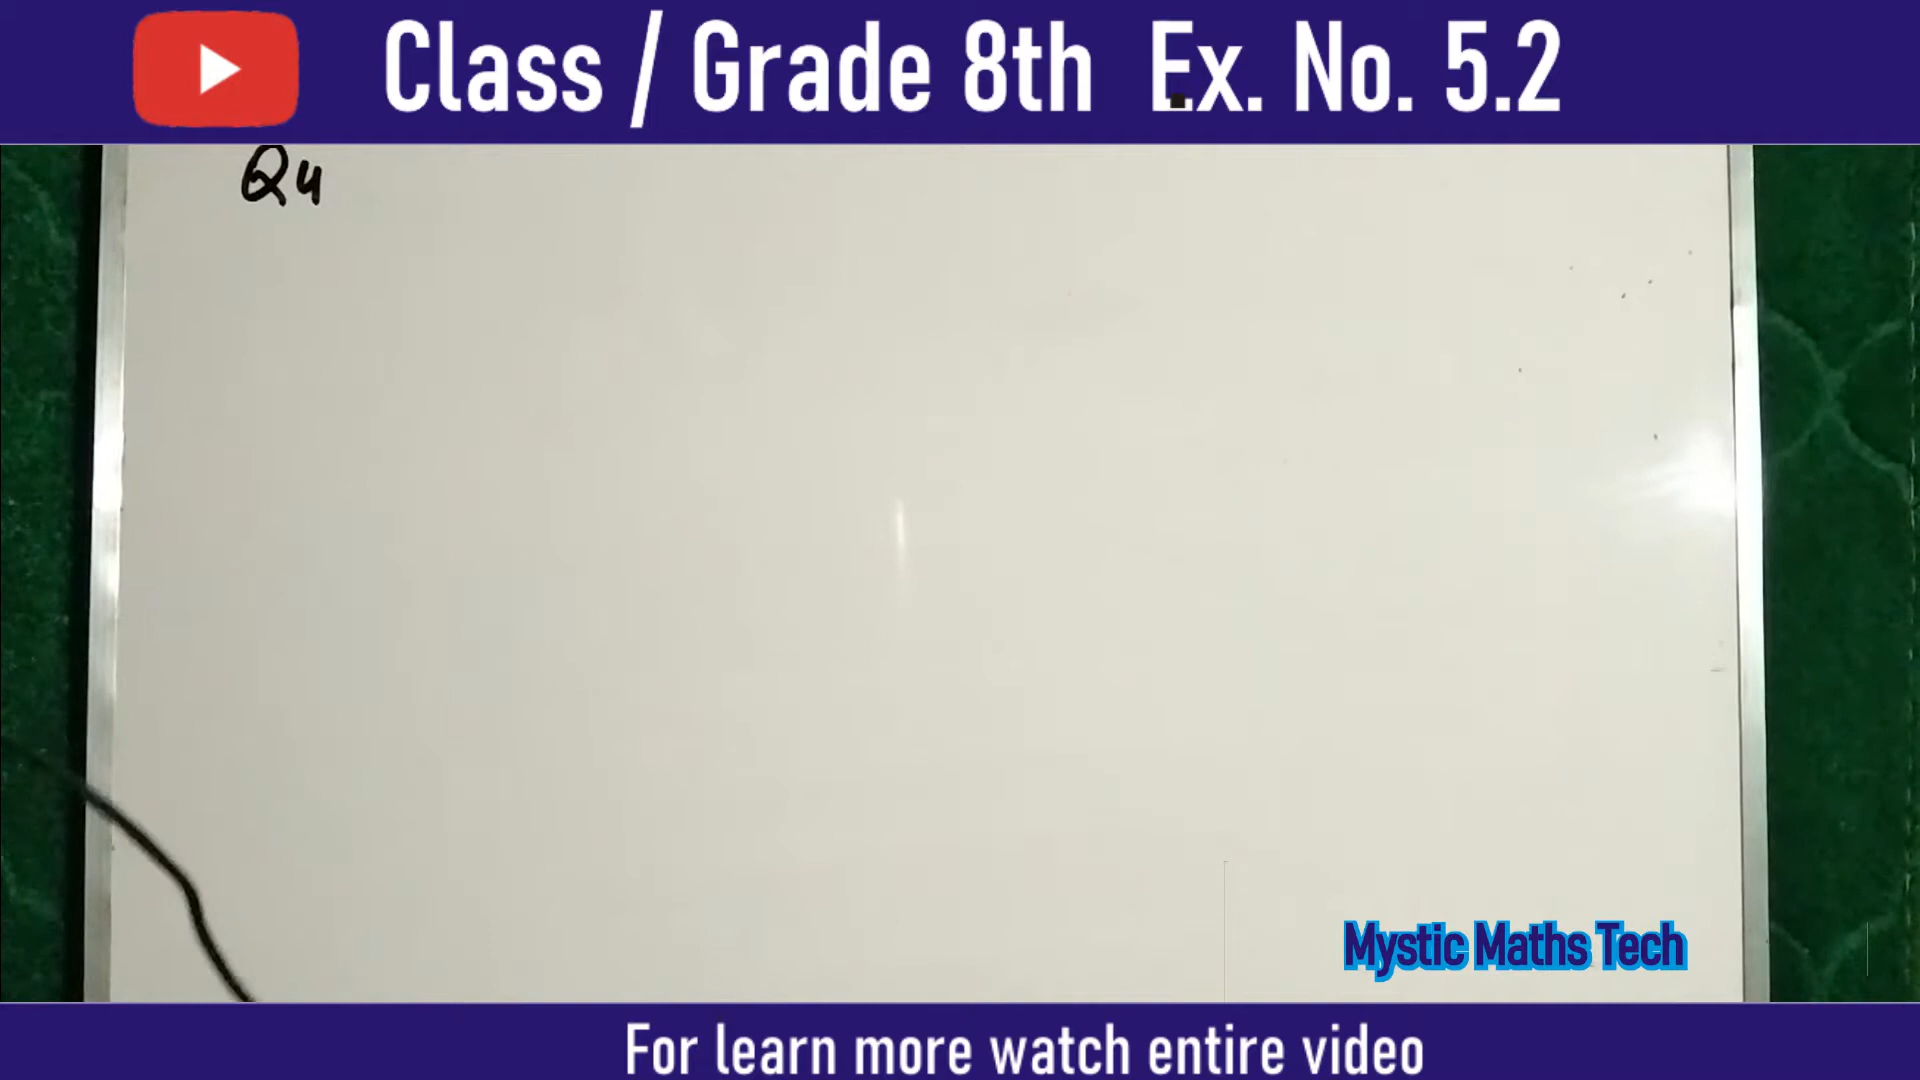 Class / Grade 8th Ex. No. 5.2
Q4
Mystic Maths Tech
For learn more watch entire video